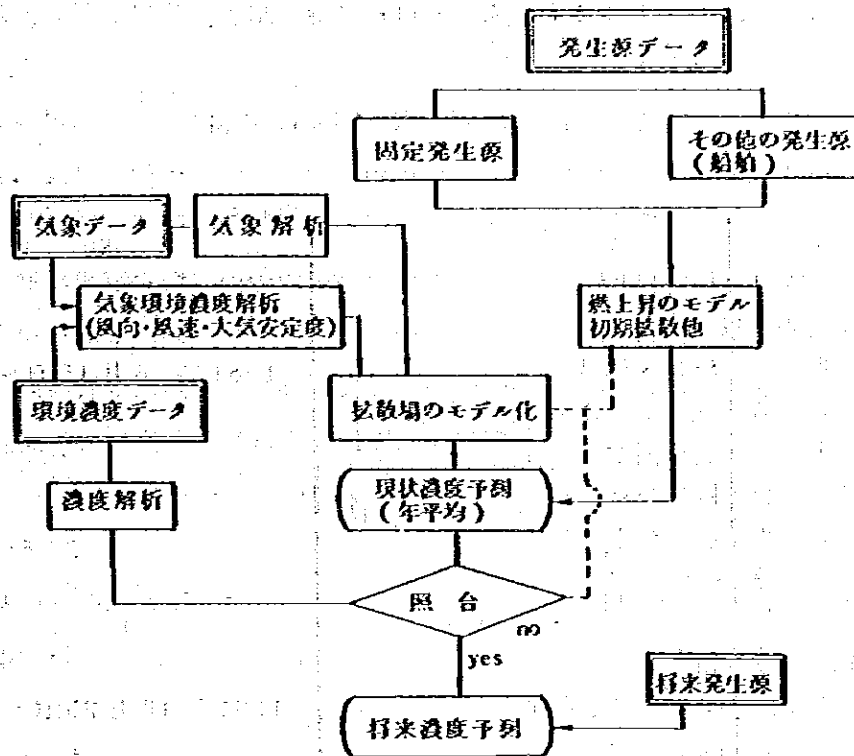 発生源データ
固定発生源
その他の発生源
(船舶)
気象データ
気象解析
気象環境濃度解析
(風向・風速・大気安定度)
燃上昇のモデル
初期拡散他
環境濃度データ
拡散場のモデル化
濃度解析
現状濃度予測
(年平均)
照合
no
yes
将来発生源
将来濃度予測